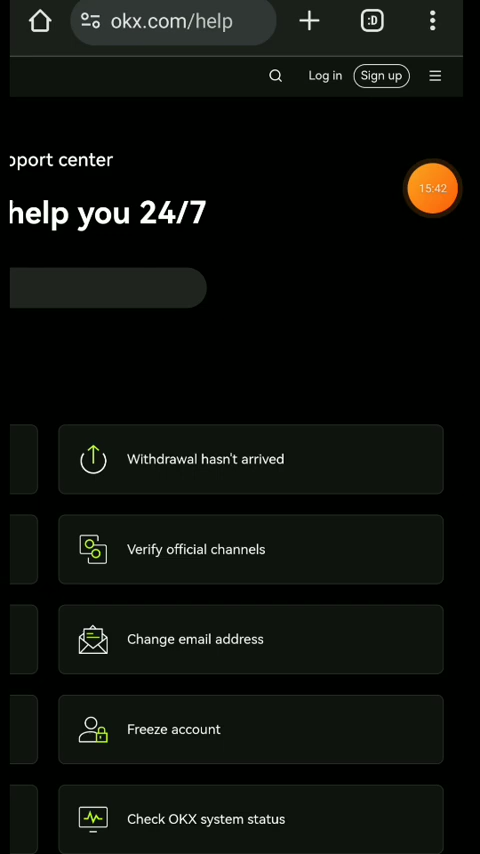 okx.com/help
:D
Log in
Sign up
pport center
15:42
help you 24/7
Withdrawal hasn't arrived
Verify official channels
Change email address
Freeze account
Check OKX system status